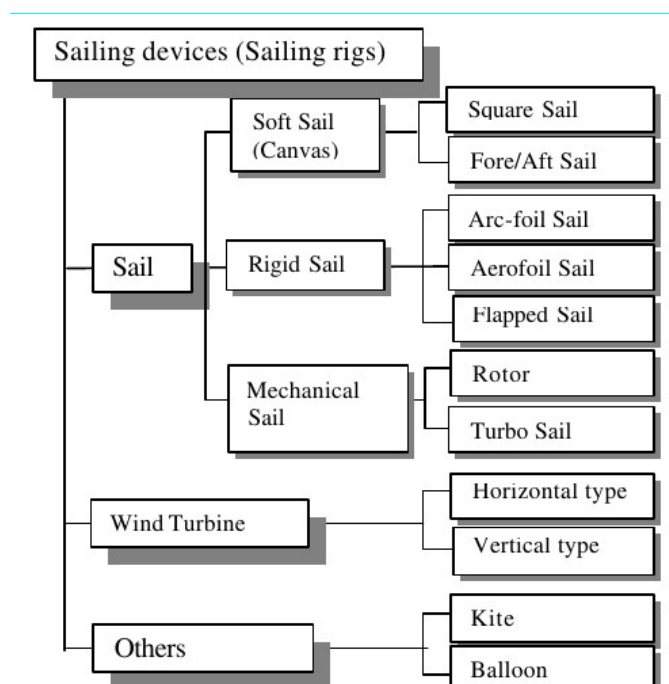 Sailing devices (Sailing rigs)
Soft Sail
(Canvas)
Square Sail
Fore/Aft Sail
Sail
Rigid Sail
Arc-foil Sail
Aerofoil Sail
Flapped Sail
Mechanical
Sail
Rotor
Turbo Sail
Wind Turbine
Horizontal type
Vertical type
Others
Kite
Balloon